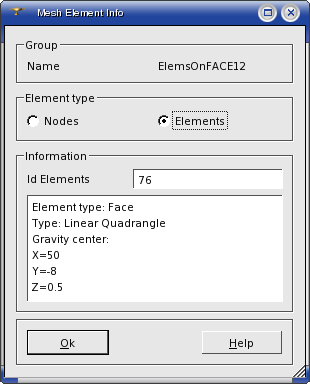 Mesh Element Info
Group
Name ElemsOnFACE12
Element type
Nodes Elements
Information
Id Elements 76
Element type: Face
Type: Linear Quadrangle
Gravity center:
X=50
Y=-8
Z=0.5
Ok Help